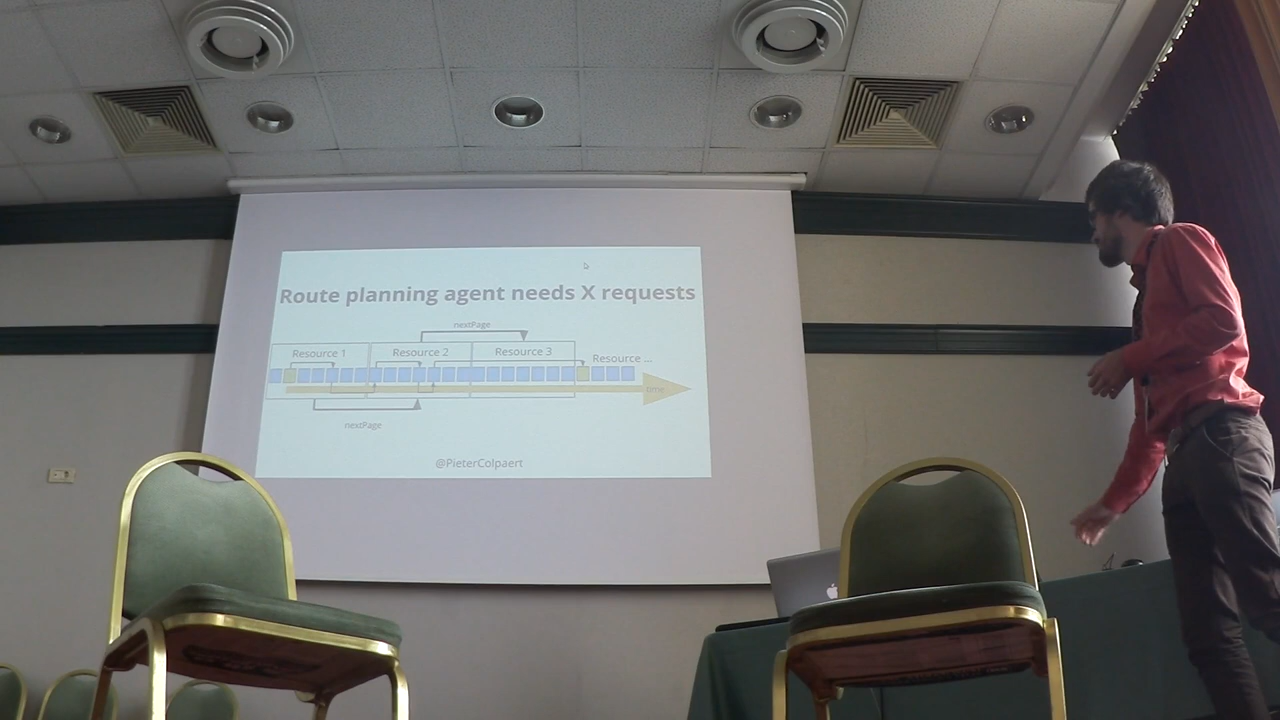 Route planning agent needs X requests
nextPage
Resource 1
Resource 2
Resource 3
Resource ...
time
nextPage
@PieterColpaert